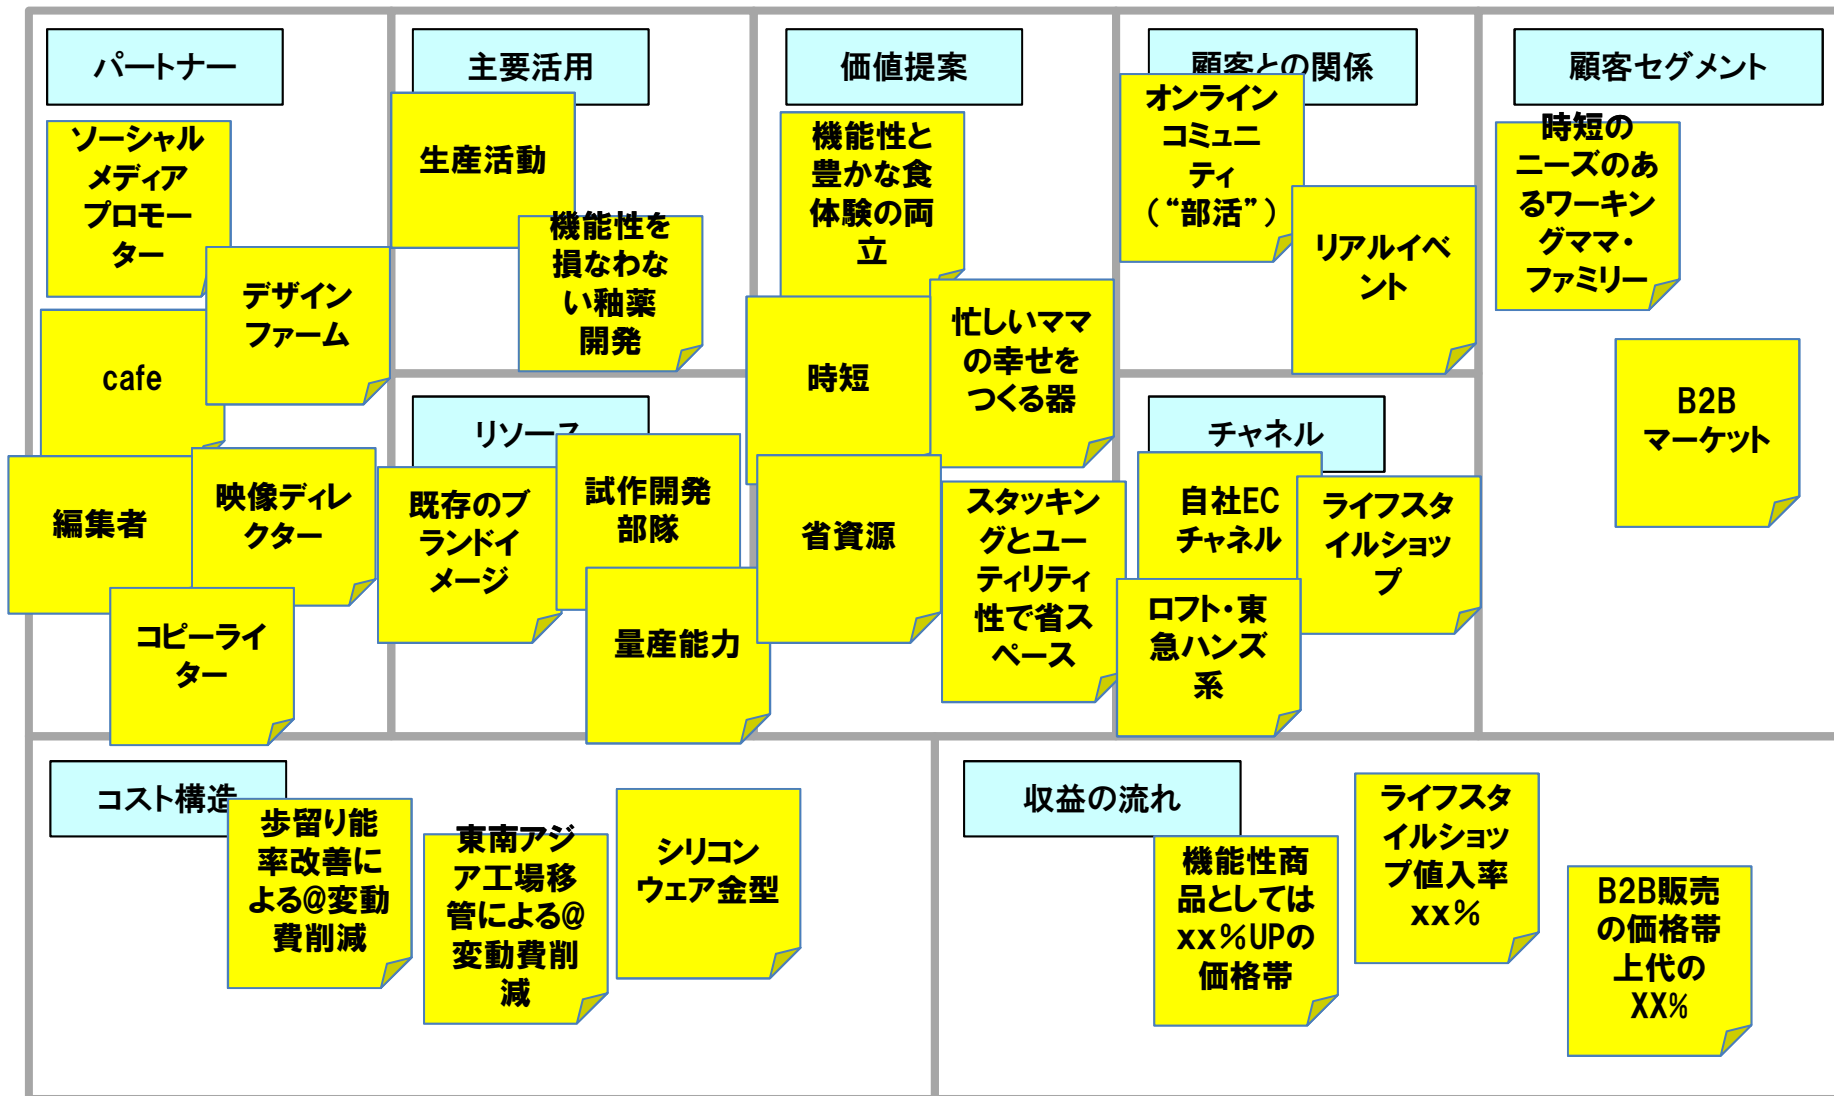 パートナー
ソーシャル
メディア
プロモー
ター
デザイン
ファーム
cafe
編集者
映像ディレ
クター
コピーライ
ター
主要活用
生産活動
機能性を
損なわな
い釉薬
開発
リソース
既存のブ
ランドイ
メージ
試作開発
部隊
量産能力
価値提案
機能性と
豊かな食
体験の両
立
時短
忙しいママ
の幸せを
つくる器
省資源
スタッキン
グとユー
ティリティ
性で省ス
ペース
顧客との関係
オンライン
コミュニ
ティ
(“部活”)
リアルイベ
ント
チャネル
自社EC
チャネル
ライフスタ
イルショッ
プ
ロフト・東
急ハンズ
系
顧客セグメント
時短の
ニーズのあ
るワーキン
グママ・
ファミリー
B2B
マーケット
コスト構造
歩留り能
率改善に
よる@変動
費削減
東南アジ
ア工場移
管による@
変動費削
減
シリコン
ウェア金型
収益の流れ
機能性商
品としては
xx%UPの
価格帯
ライフスタ
イルショッ
プ値入率
xx%
B2B販売
の価格帯
上代の
XX%